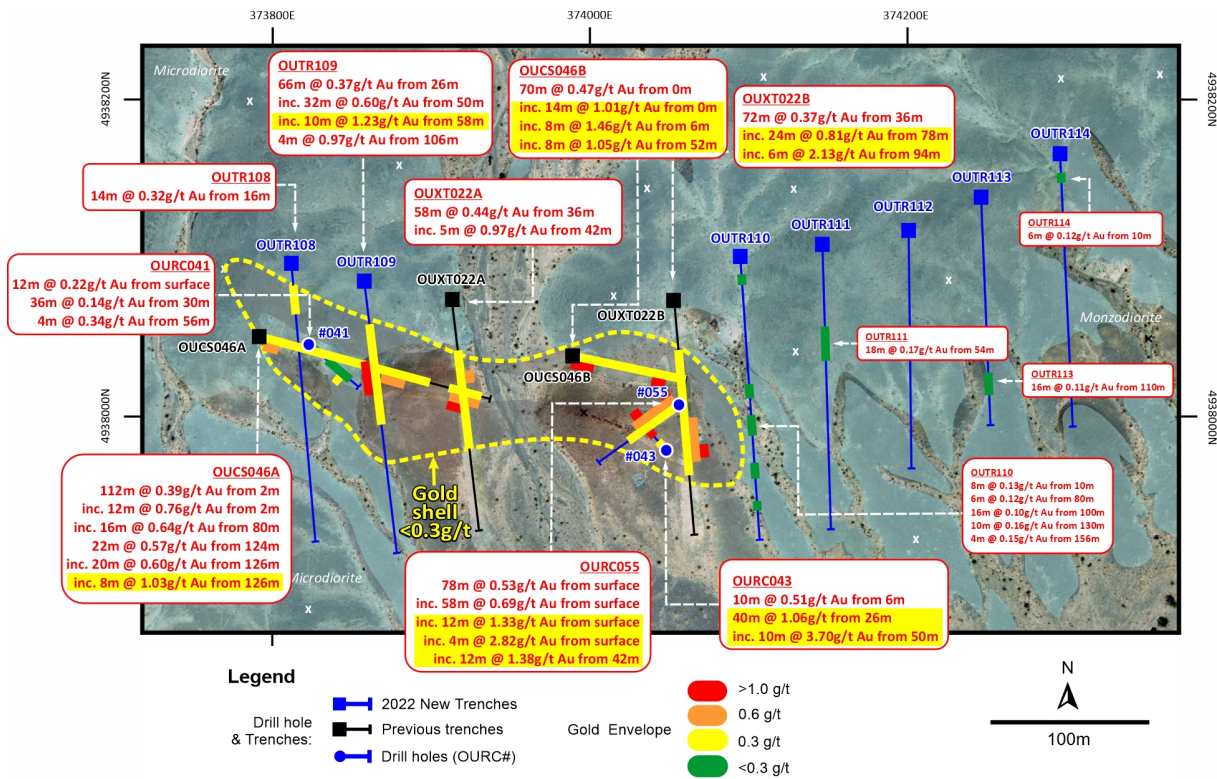 373800E
374000E
374200E
4938200N
4938200N
4938000N
4938000N
Microdiorite
OUTR109
66m @ 0.37g/t Au from 26m
inc. 32m @ 0.60g/t Au from 50m
inc. 10m @ 1.23g/t Au from 58m
4m @ 0.97g/t Au from 106m
OUCS046B
70m @ 0.47g/t Au from 0m
inc. 14m @ 1.01g/t Au from 0m
inc. 8m @ 1.46g/t Au from 6m
inc. 8m @ 1.05g/t Au from 52m
OUXT022B
72m @ 0.37g/t Au from 36m
inc. 24m @ 0.81g/t Au from 78m
inc. 6m @ 2.13g/t Au from 94m
OUTR114
OUTR113
OUTR112
OUTR111
OUTR110
OUTR108
14m @ 0.32g/t Au from 16m
OUXT022A
58m @ 0.44g/t Au from 36m
inc. 5m @ 0.97g/t Au from 42m
OUTR114
6m @ 0.12g/t Au from 10m
OUTR108
OUTR109
OUXT022A
OUXT022B
OURC041
12m @ 0.22g/t Au from surface
36m @ 0.14g/t Au from 30m
4m @ 0.34g/t Au from 56m
OUCS046A
#041
OUCS046B
#055
#043
Monzodiorite
OUTR111
18m @ 0.17g/t Au from 54m
OUTR113
16m @ 0.11g/t Au from 110m
OUCS046A
112m @ 0.39g/t Au from 2m
inc. 12m @ 0.76g/t Au from 2m
inc. 16m @ 0.64g/t Au from 80m
22m @ 0.57g/t Au from 124m
inc. 20m @ 0.60g/t Au from 126m
inc. 8m @ 1.03g/t Au from 126m
Gold
shell
<0.3g/t
OUTR110
8m @ 0.13g/t Au from 10m
6m @ 0.12g/t Au from 80m
16m @ 0.10g/t Au from 100m
10m @ 0.16g/t Au from 130m
4m @ 0.15g/t Au from 156m
Microdiorite
OURC055
78m @ 0.53g/t Au from surface
inc. 58m @ 0.69g/t Au from surface
inc. 12m @ 1.33g/t Au from surface
inc. 4m @ 2.82g/t Au from surface
inc. 12m @ 1.38g/t Au from 42m
OURC043
10m @ 0.51g/t Au from 6m
40m @ 1.06g/t Au from 26m
inc. 10m @ 3.70g/t Au from 50m
Legend
Drill hole
& Trenches:
2022 New Trenches
Previous trenches
Drill holes (OURC#)
Gold Envelope
>1.0 g/t
0.6 g/t
0.3 g/t
<0.3 g/t
N
100m